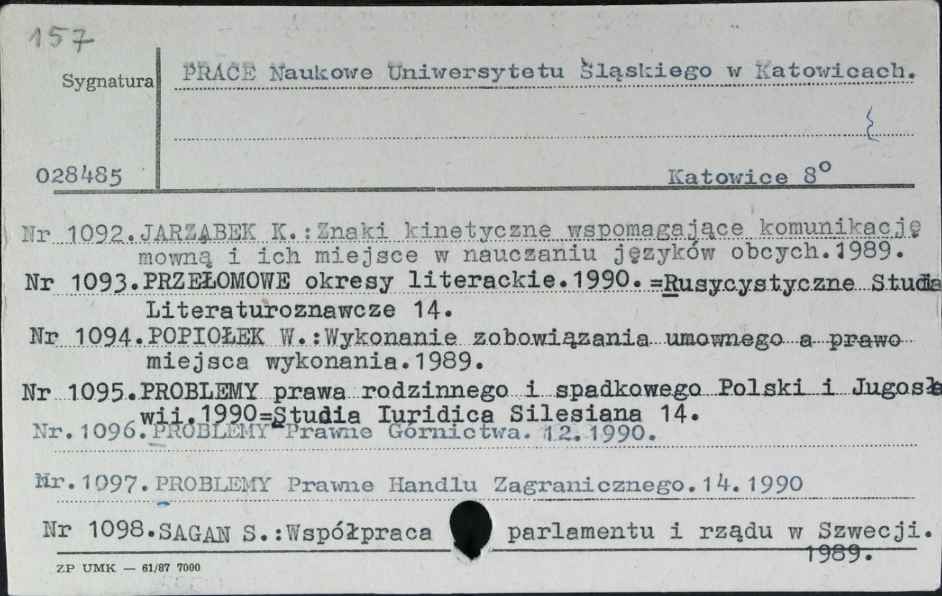 157
Sygnatura
PRACE Naukowe Uniwersytetu Śląskiego w Katowicach.
028485
Katowice 8°
Nr 1092.JARZĄBEK K.:Znaki kinetyczne wspomagające komunikację
mowną i ich miejsce w nauczaniu języków obcych.1989.
Nr 1093.PRZEŁOMOWE okresy literackie.1990.=Rusycystyczne Studia
Literaturoznawcze 14.
Nr 1094.POPIOŁEK W.:Wykonanie zobowiązania umownego a prawo
miejsca wykonania.1989.
Nr 1095.PROBLEMY prawa rodzinnego i spadkowego Polski i Jugosła
wii.1990=Studia Iuridica Silesiana 14.
Nr.1096.PROBLEMY Prawne Górnictwa. 12.1990.
Nr.1097.PROBLEMY Prawne Handlu Zagranicznego.14.1990
Nr 1098.SAGAN S.:Współpraca parlamentu i rządu w Szwecji.
1989.
ZP UMK — 61/87 7000